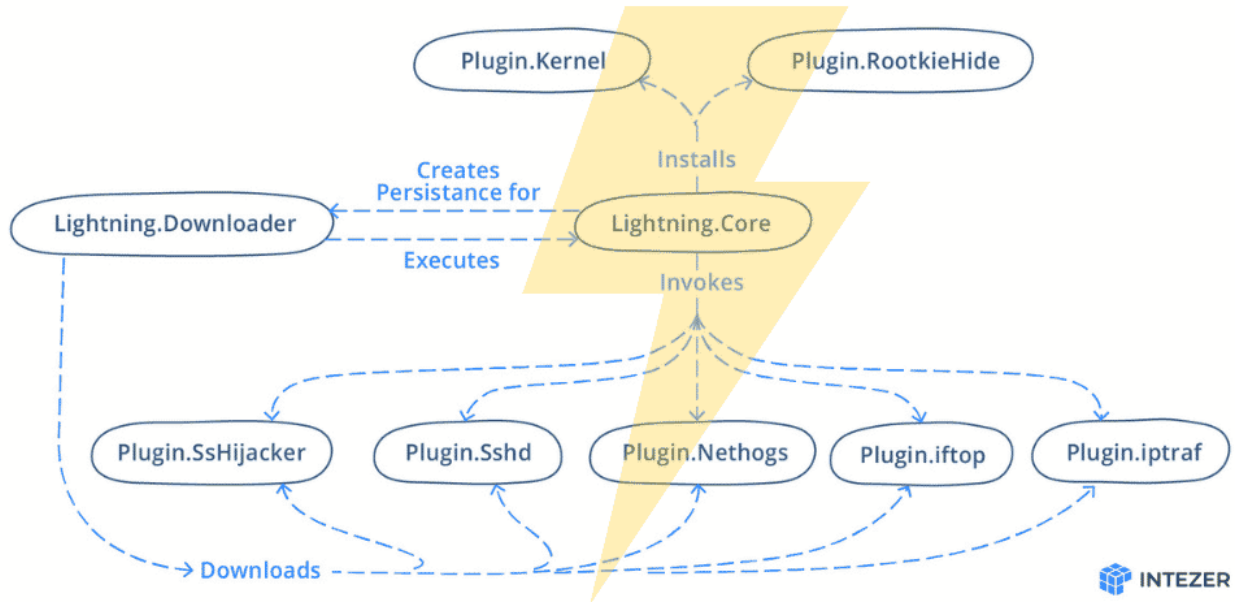 Plugin.Kernel
Plugin.RootkieHide
Installs
Creates
Persistance for
Lightning.Downloader
Lightning.Core
Executes
Invokes
Plugin.SsHijacker
Plugin.Sshd
Plugin.Nethogs
Plugin.iftop
Plugin.iptraf
Downloads
INTEZER